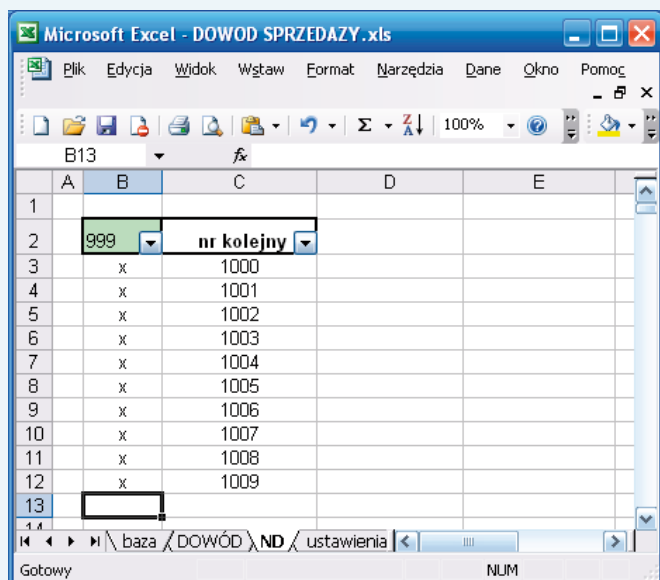 Microsoft Excel - DOWOD SPRZEDAZY.xls
Plik Edycja Widok Wstaw Format Narzędzia Dane Okno Pomoc
Σ A Z 100%
B13 fx
A B C D E
1
2 999 nr kolejny
3 x 1000
4 x 1001
5 x 1002
6 x 1003
7 x 1004
8 x 1005
9 x 1006
10 x 1007
11 x 1008
12 x 1009
13
14
baza DOWÓD ND ustawienia
Gotowy NUM